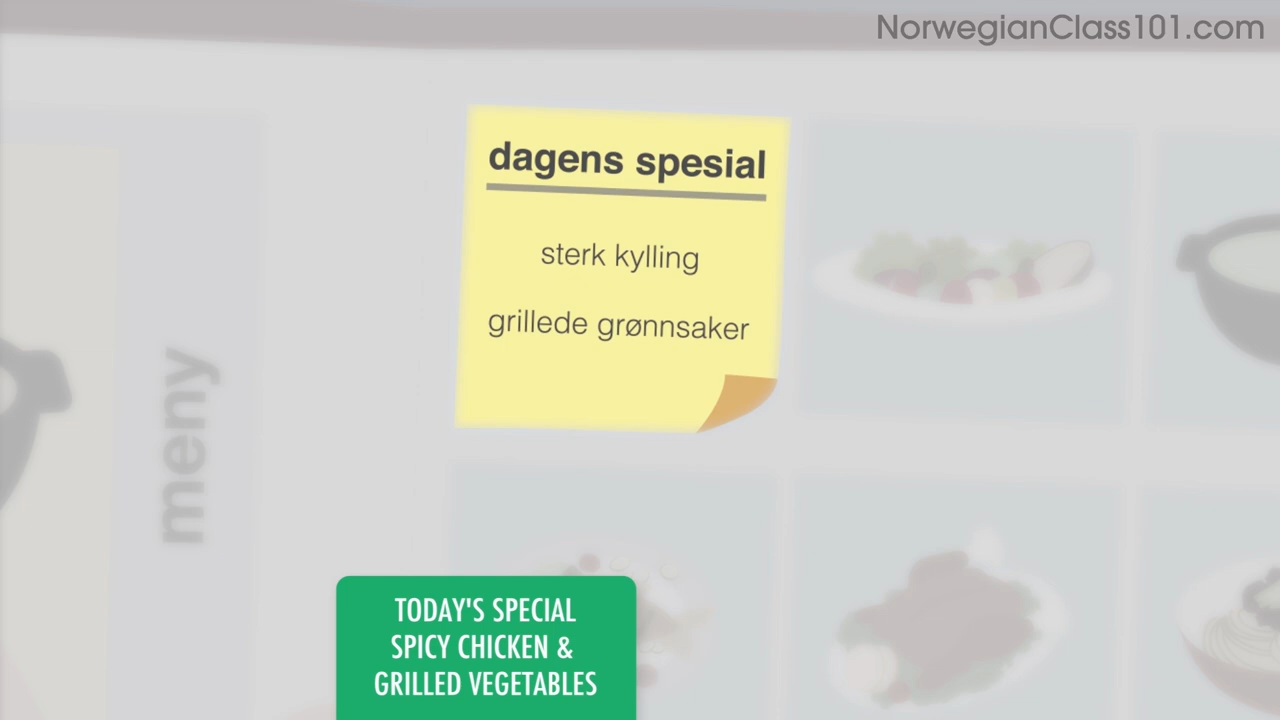 NorwegianClass101.com
dagens spesial
sterk kylling
grillede grønnsaker
meny
TODAY'S SPECIAL
SPICY CHICKEN &
GRILLED VEGETABLES